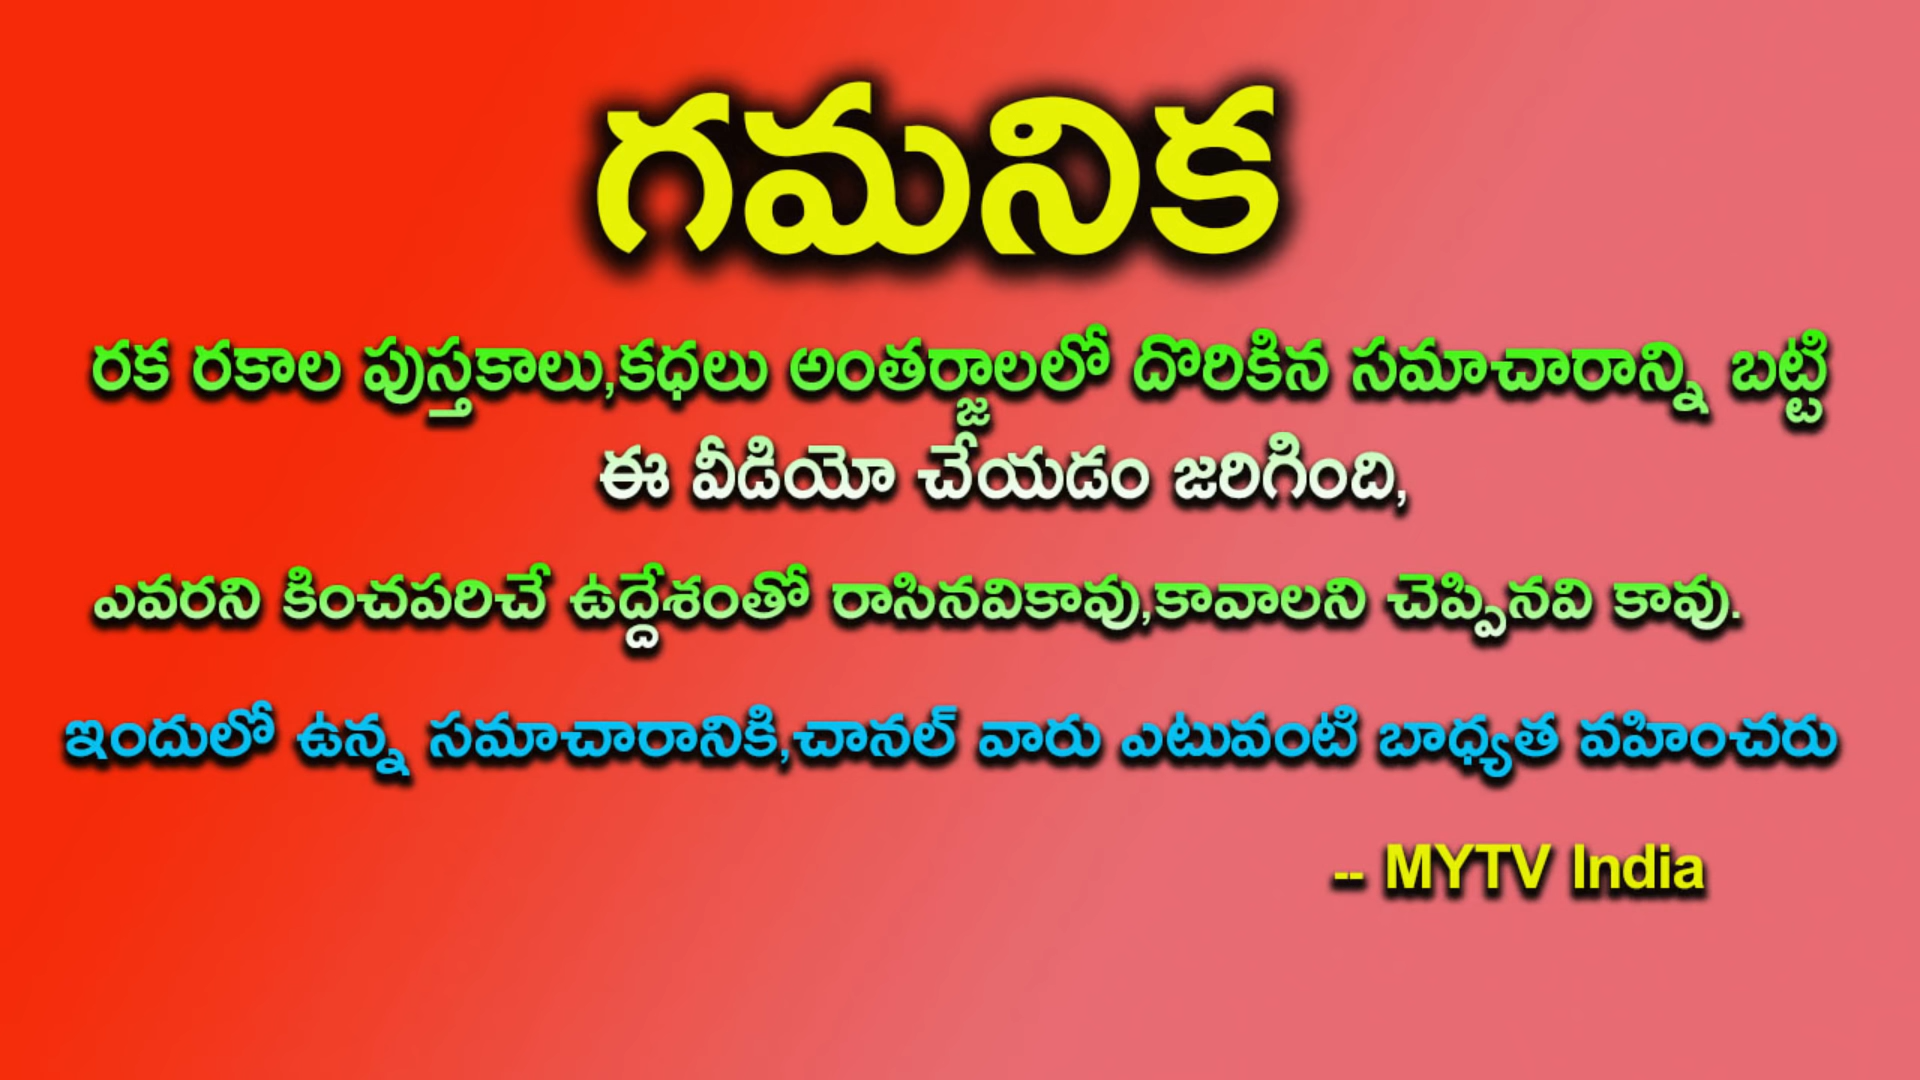 గమనిక
రక రకాల పుస్తకాలు,కధలు అంతర్జాలలో దొరికిన సమాచారాన్ని బట్టి
ఈ వీడియో చేయడం జరిగింది,
ఎవరని కించపరిచే ఉద్దేశంతో రాసినవికావు,కావాలని చెప్పినవి కావు.
ఇందులో ఉన్న సమాచారానికి,చానల్ వారు ఎటువంటి బాధ్యత వహించరు
-- MYTV India